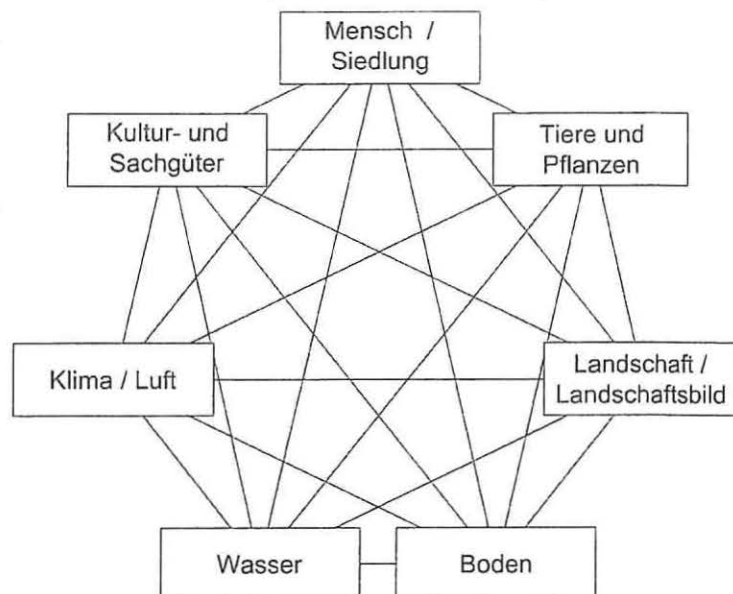 Mensch /
Siedlung
Kultur- und
Sachgüter
Tiere und
Pflanzen
Klima / Luft
Landschaft /
Landschaftsbild
Wasser
Boden